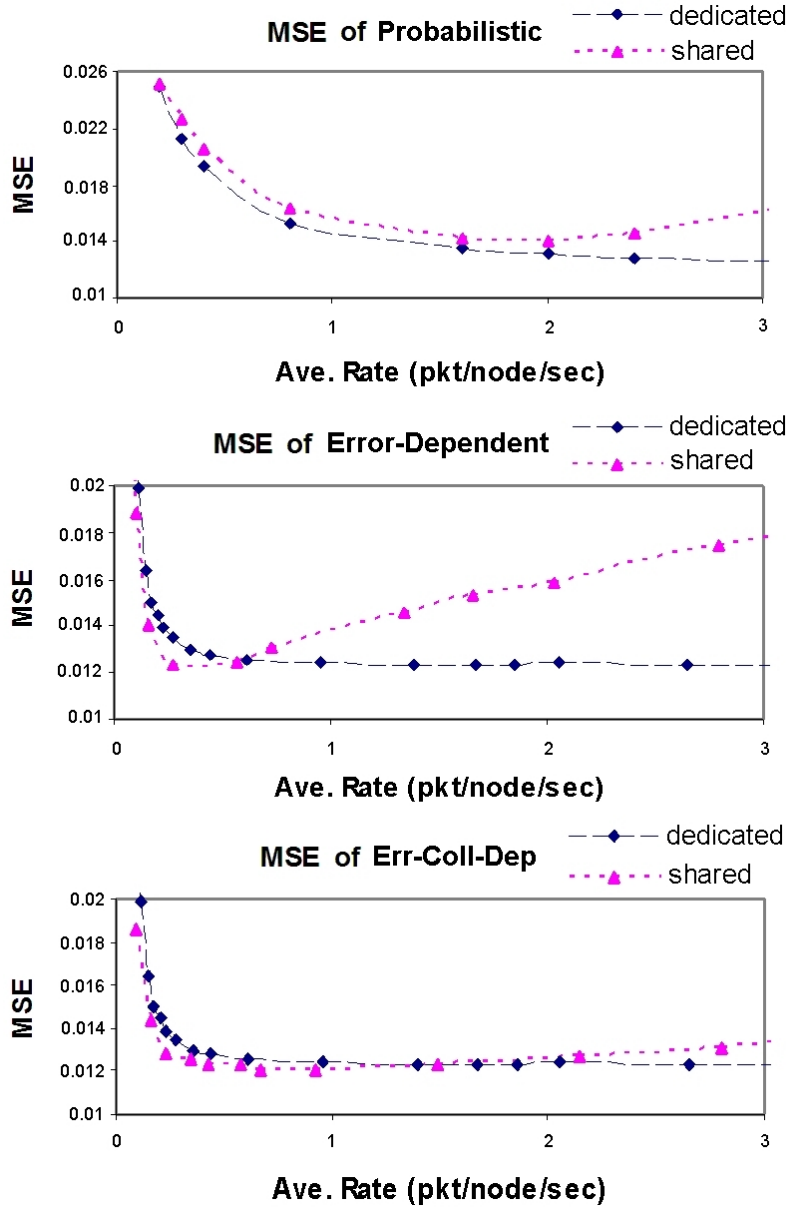 MSE of Probabilistic
dedicated
shared
MSE
0.026
0.022
0.018
0.014
0.01
0 1 2 3
Ave. Rate (pkt/node/sec)
MSE of Error-Dependent
dedicated
shared
MSE
0.02
0.018
0.016
0.014
0.012
0.01
0 1 2 3
Ave. Rate (pkt/node/sec)
MSE of Err-Coll-Dep
dedicated
shared
MSE
0.02
0.018
0.016
0.014
0.012
0.01
0 1 2 3
Ave. Rate (pkt/node/sec)